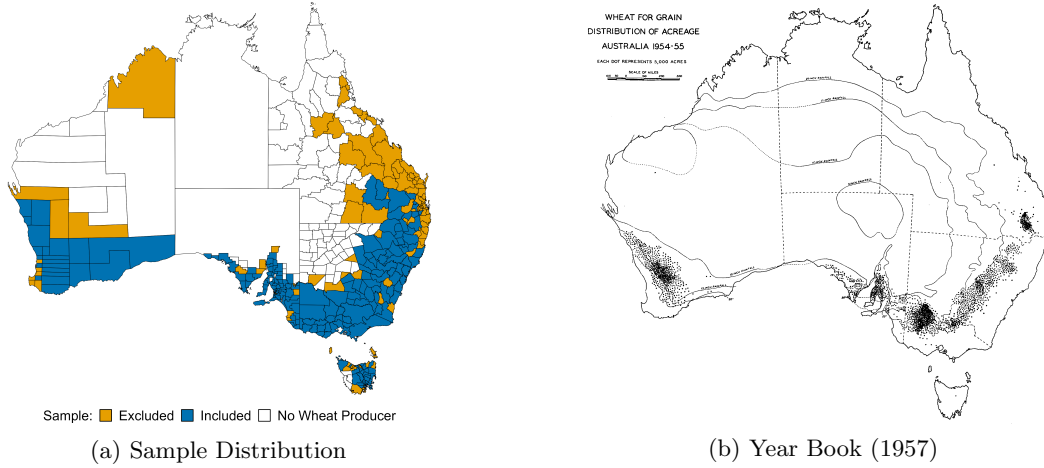 WHEAT FOR GRAIN
DISTRIBUTION OF ACREAGE
AUSTRALIA 1954-55
EACH DOT REPRESENTS 5,000 ACRES
SCALE OF MILES
Sample: Excluded Included No Wheat Producer
(a) Sample Distribution
(b) Year Book (1957)